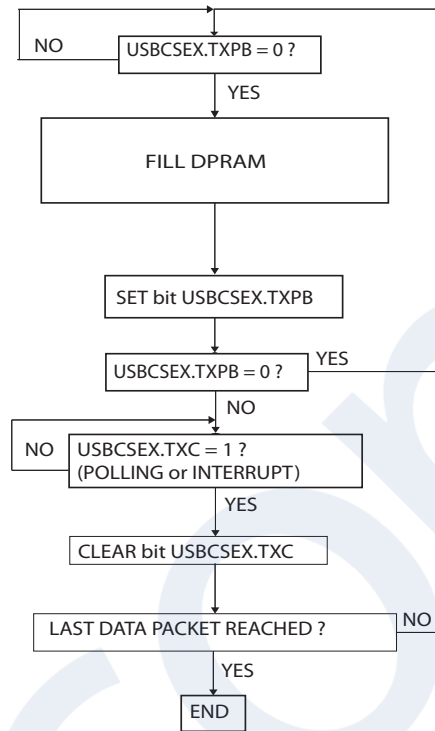 NO
USBCSEX.TXPB = 0 ?
YES
FILL DPRAM
SET bit USBCSEX.TXPB
USBCSEX.TXPB = 0 ?
YES
NO
NO
USBCSEX.TXC = 1 ?
(POLLING or INTERRUPT)
YES
CLEAR bit USBCSEX.TXC
LAST DATA PACKET REACHED ?
NO
YES
END